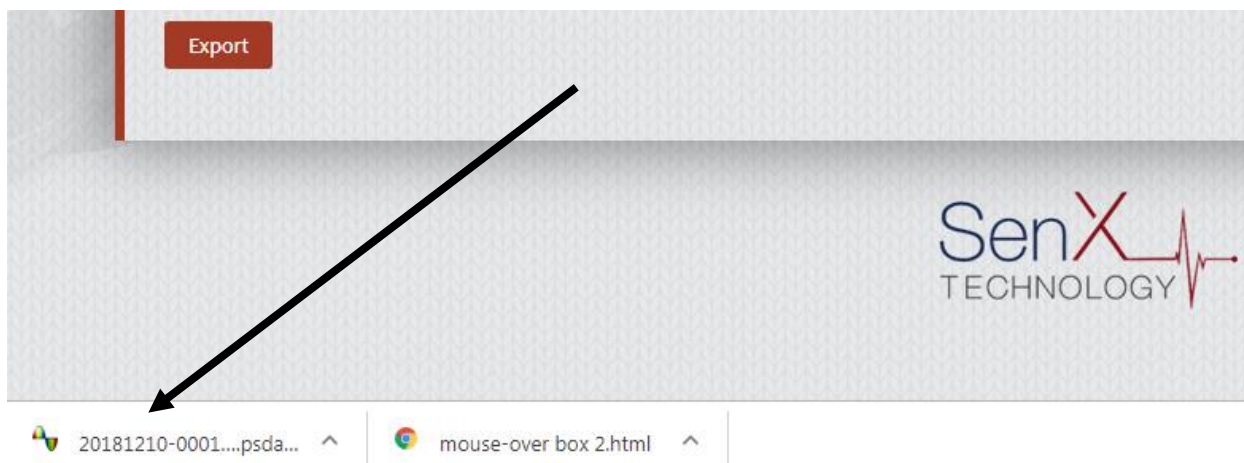 Export
SenX
TECHNOLOGY
20181210-0001....psda...
mouse-over box 2.html